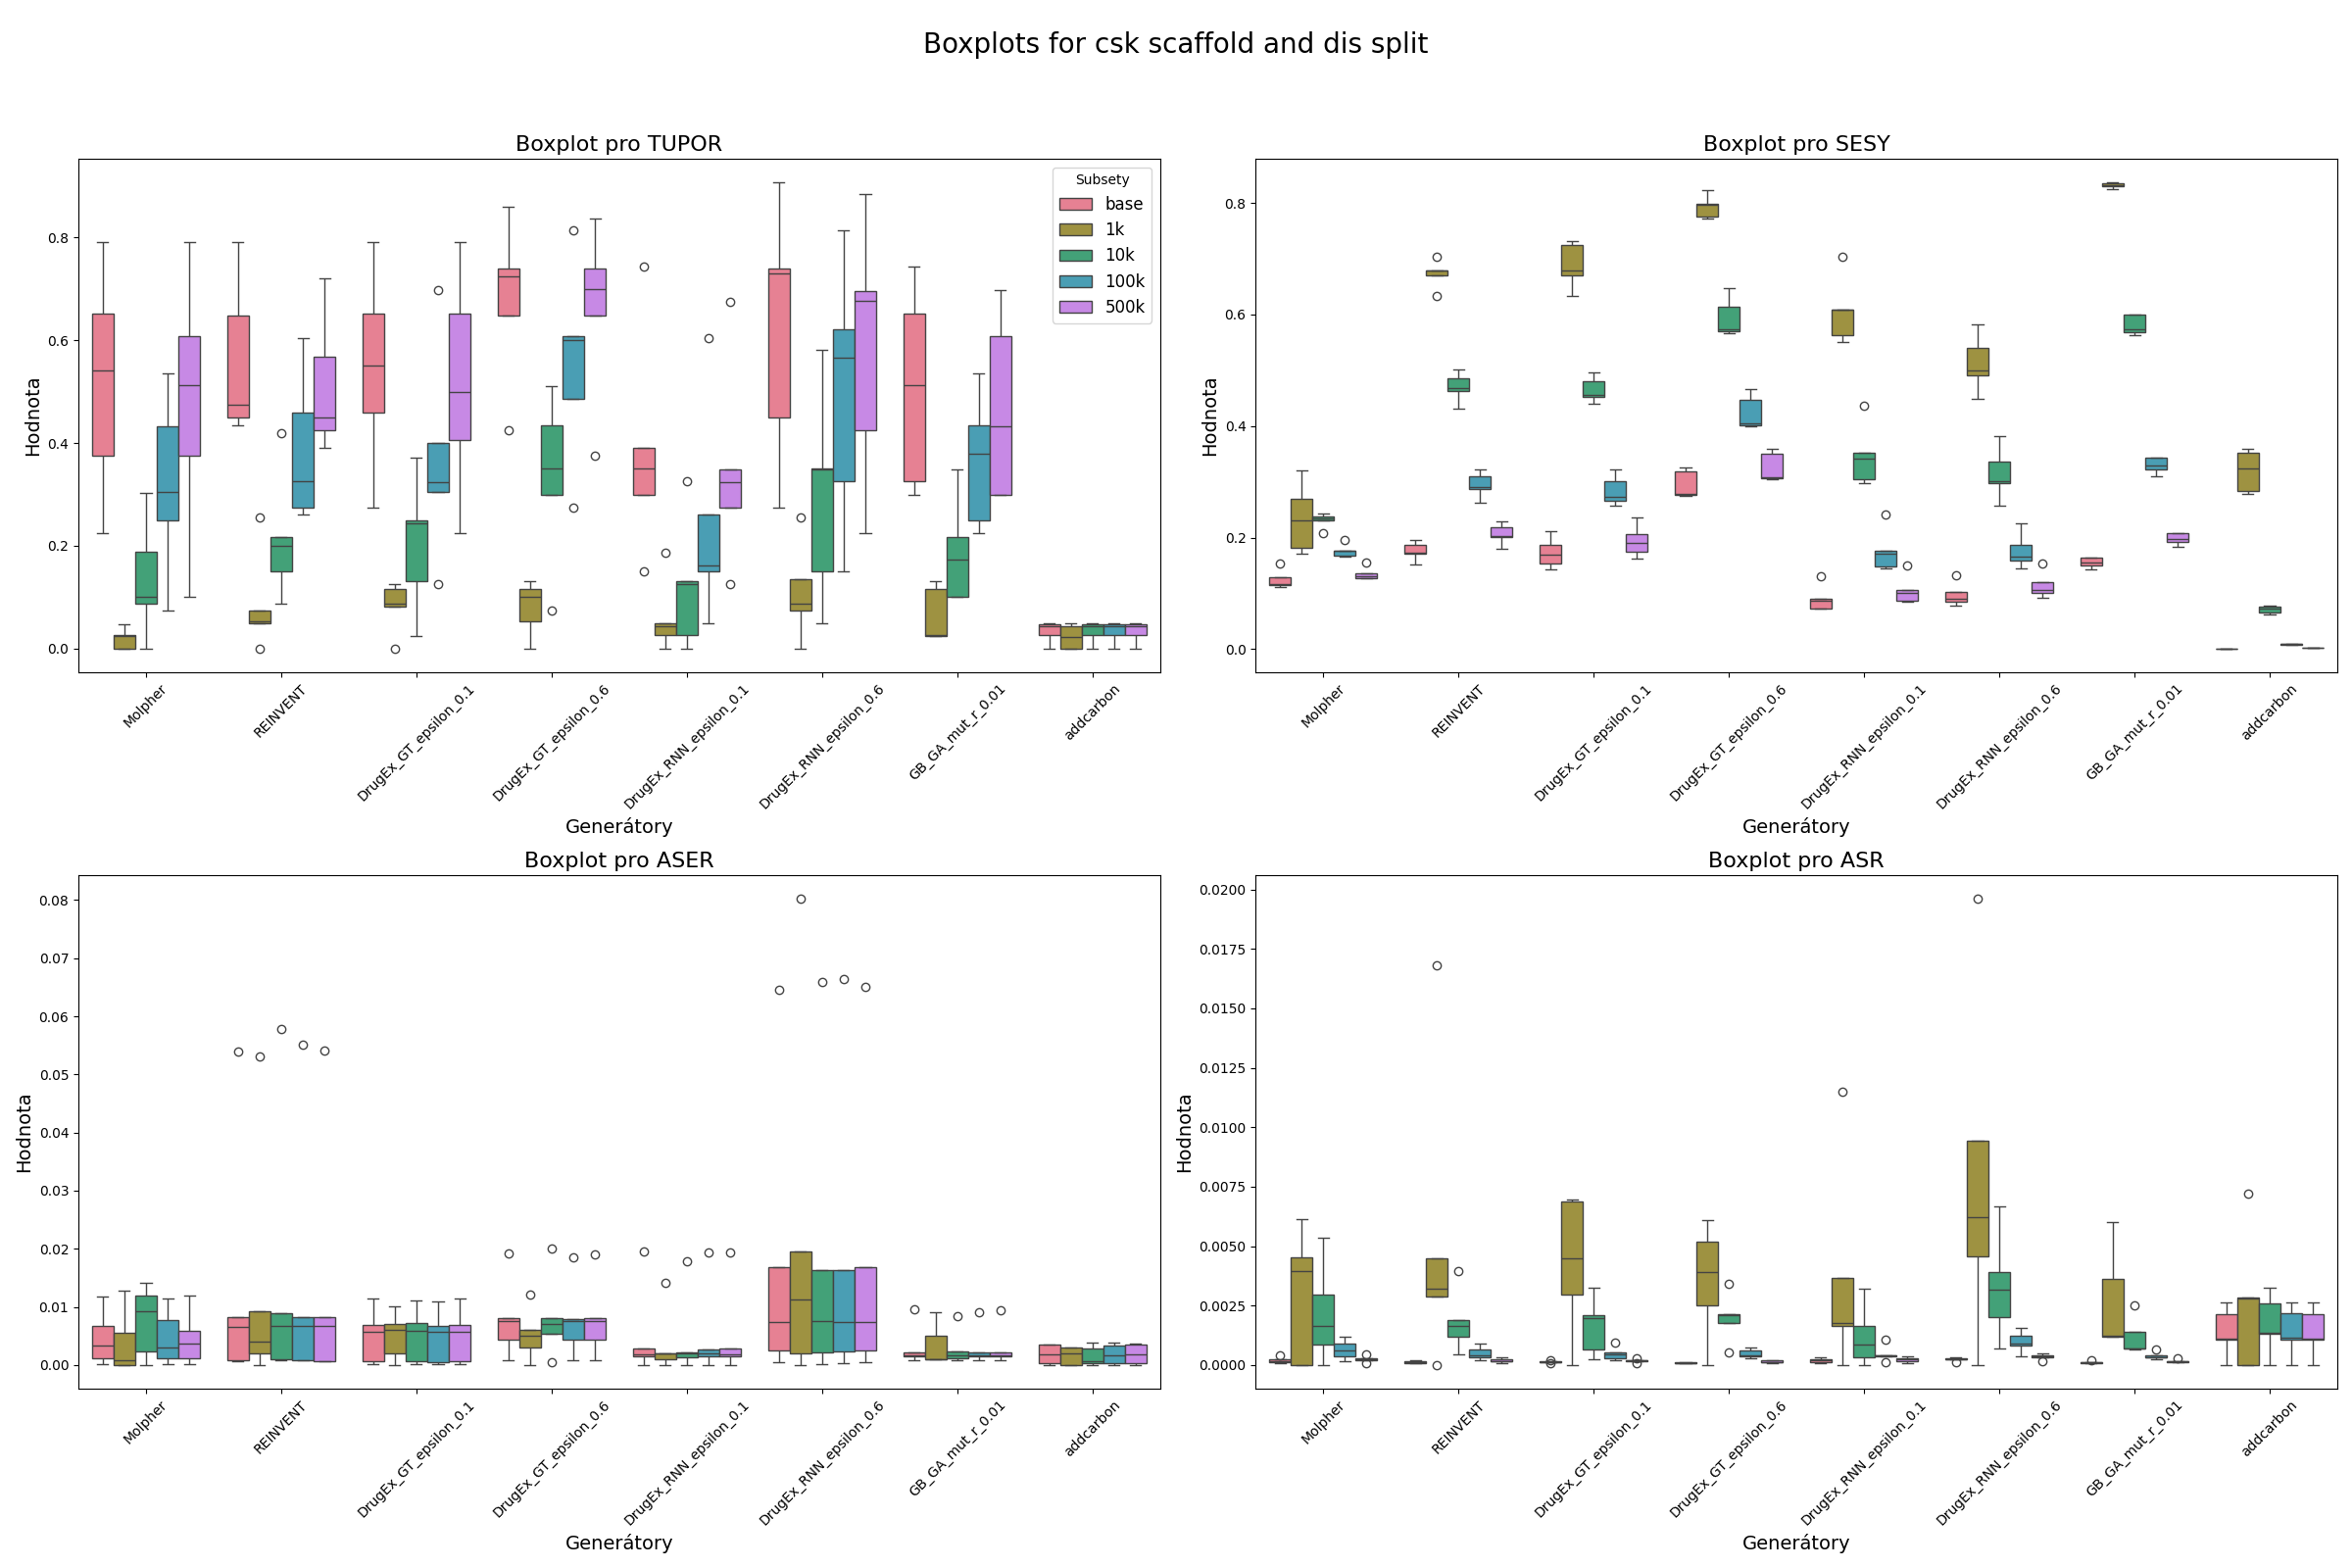 Boxplots for csk scaffold and dis split
Boxplot pro TUPOR
Hodnota
0.8
0.6
0.4
0.2
0.0
Subsety
base
1k
10k
100k
500k
Molpher
REINVENT
DrugEx_GT_epsilon_0.1
DrugEx_GT_epsilon_0.6
DrugEx_RNN_epsilon_0.1
DrugEx_RNN_epsilon_0.6
GB_GA_mut_r_0.01
addcarbon
Generátory
Boxplot pro SESY
Hodnota
0.8
0.6
0.4
0.2
0.0
Molpher
REINVENT
DrugEx_GT_epsilon_0.1
DrugEx_GT_epsilon_0.6
DrugEx_RNN_epsilon_0.1
DrugEx_RNN_epsilon_0.6
GB_GA_mut_r_0.01
addcarbon
Generátory
Boxplot pro ASER
Hodnota
0.08
0.07
0.06
0.05
0.04
0.03
0.02
0.01
0.00
Molpher
REINVENT
DrugEx_GT_epsilon_0.1
DrugEx_GT_epsilon_0.6
DrugEx_RNN_epsilon_0.1
DrugEx_RNN_epsilon_0.6
GB_GA_mut_r_0.01
addcarbon
Generátory
Boxplot pro ASR
Hodnota
0.0200
0.0175
0.0150
0.0125
0.0100
0.0075
0.0050
0.0025
0.0000
Molpher
REINVENT
DrugEx_GT_epsilon_0.1
DrugEx_GT_epsilon_0.6
DrugEx_RNN_epsilon_0.1
DrugEx_RNN_epsilon_0.6
GB_GA_mut_r_0.01
addcarbon
Generátory